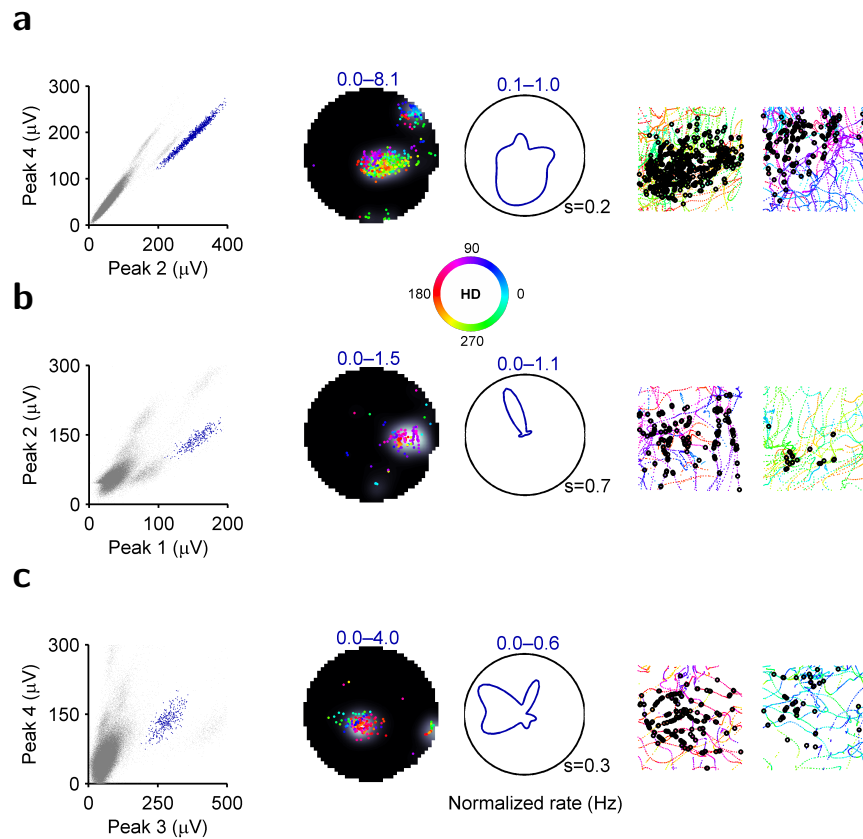 a
300
200
100
0
Peak 4 (μV)
0
200
400
Peak 2 (μV)
0.0–8.1
0.1–1.0
s=0.2
90
180
HD
0
270
b
300
150
0
Peak 2 (μV)
0
100
200
Peak 1 (μV)
0.0–1.5
0.0–1.1
s=0.7
c
300
150
0
Peak 4 (μV)
0
250
500
Peak 3 (μV)
0.0–4.0
0.0–0.6
s=0.3
Normalized rate (Hz)